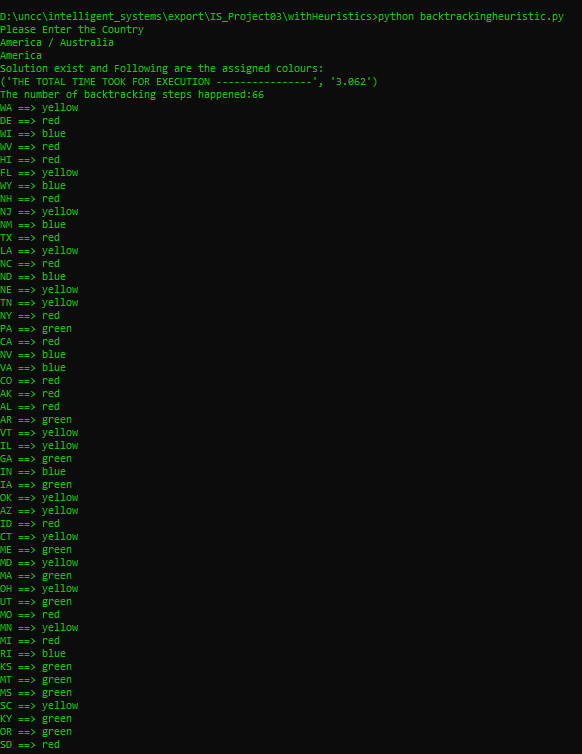 D:\uncc\intelligent_systems\export\IS_Project03\withHeuristics>python backtrackingheuristic.py
Please Enter the Country
America / Australia
America
Solution exist and Following are the assigned colours:
('THE TOTAL TIME TOOK FOR EXECUTION ----------------', '3.062')
The number of backtracking steps happened:66
WA ==> yellow
DE ==> red
WI ==> blue
WV ==> red
HI ==> red
FL ==> yellow
WY ==> blue
NH ==> red
NJ ==> yellow
NM ==> blue
TX ==> red
LA ==> yellow
NC ==> red
ND ==> blue
NE ==> yellow
TN ==> yellow
NY ==> red
PA ==> green
CA ==> red
NV ==> blue
VA ==> blue
CO ==> red
AK ==> red
AL ==> red
AR ==> green
VT ==> yellow
IL ==> yellow
GA ==> green
IN ==> blue
IA ==> green
OK ==> yellow
AZ ==> yellow
ID ==> red
CT ==> yellow
ME ==> green
MD ==> yellow
MA ==> green
OH ==> yellow
UT ==> green
MO ==> red
MN ==> yellow
MI ==> red
RI ==> blue
KS ==> green
MT ==> green
MS ==> green
SC ==> yellow
KY ==> green
OR ==> green
SD ==> red